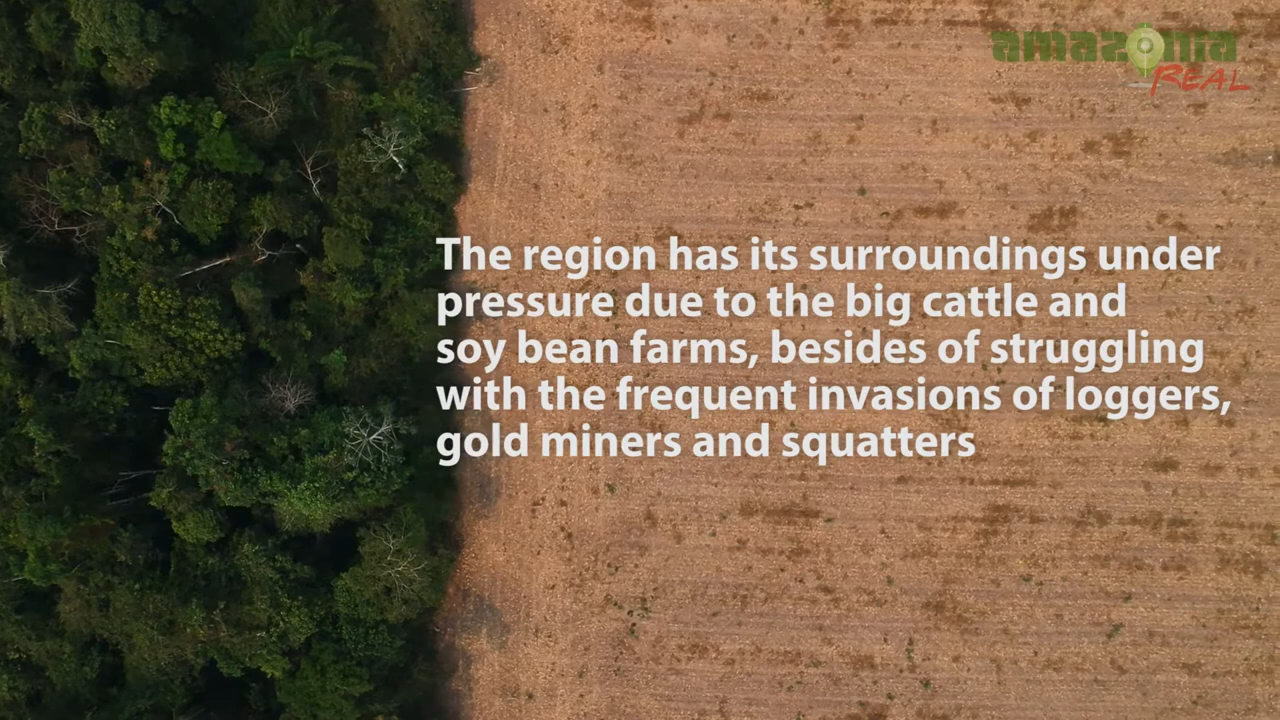 amazônia
REAL
The region has its surroundings under
pressure due to the big cattle and
soy bean farms, besides of struggling
with the frequent invasions of loggers,
gold miners and squatters